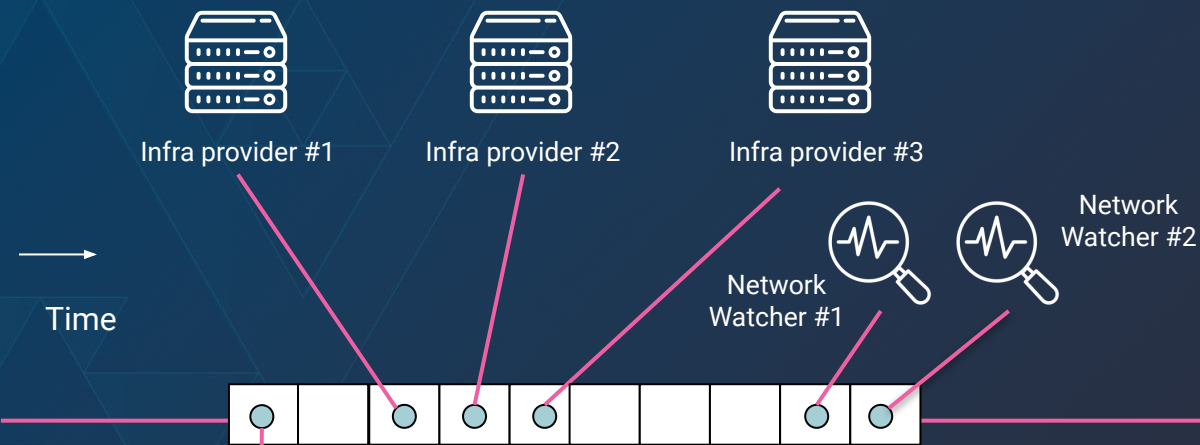 Infra provider #1
Infra provider #2
Infra provider #3
Network
Watcher #2
Network
Watcher #1
Time